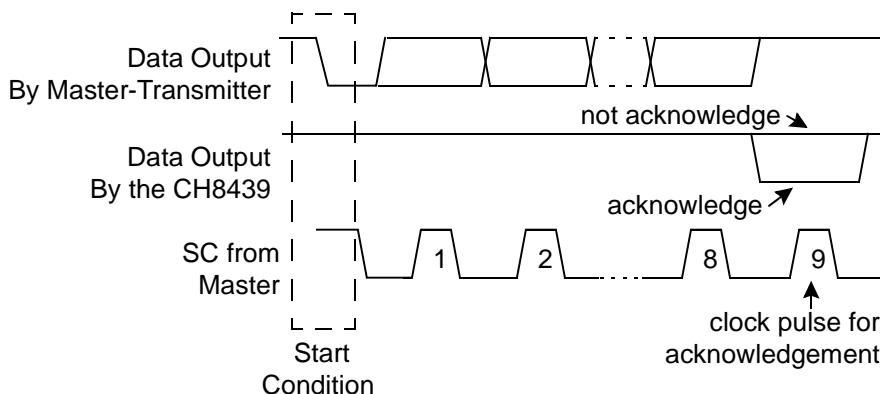 Data Output
By Master-Transmitter
not acknowledge
Data Output
By the CH8439
acknowledge
SC from
Master
1
2
8
9
clock pulse for
acknowledgement
Start
Condition